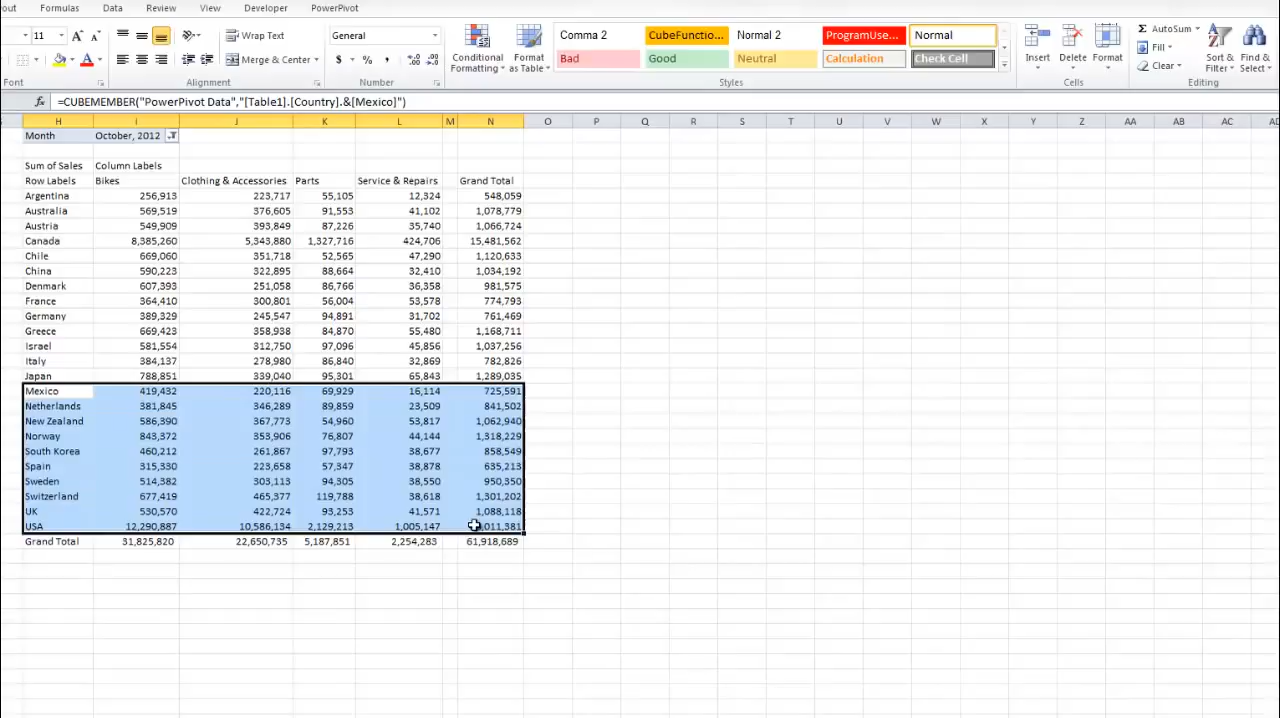 out Formulas Data Review View Developer PowerPivot
11 A A Wrap Text General Conditional Formatting Format as Table Comma 2 CubeFunctio... Normal 2 ProgramUse... Normal Insert Delete Format Σ AutoSum Sort & Filter Find & Select
A Merge & Center $ % , .0 .00 .00 .0 Bad Good Neutral Calculation Check Cell Fill Clear
Font Alignment Number Styles Cells Editing
fx =CUBEMEMBER("PowerPivot Data","[Table1].[Country].&[Mexico]")
H I J K L M N O P Q R S T U V W X Y Z AA AB AC AD
Month October, 2012
Sum of Sales Column Labels
Row Labels Bikes Clothing & Accessories Parts Service & Repairs Grand Total
Argentina 256,913 223,717 55,105 12,324 548,059
Australia 569,519 376,605 91,553 41,102 1,078,779
Austria 549,909 393,849 87,226 35,740 1,066,724
Canada 8,385,260 5,343,880 1,327,716 424,706 15,481,562
Chile 669,060 351,718 52,565 47,290 1,120,633
China 590,223 322,895 88,664 32,410 1,034,192
Denmark 607,393 251,058 86,766 36,358 981,575
France 364,410 300,801 56,004 53,578 774,793
Germany 389,329 245,547 94,891 31,702 761,469
Greece 669,423 358,938 84,870 55,480 1,168,711
Israel 581,554 312,750 97,096 45,856 1,037,256
Italy 384,137 278,980 86,840 32,869 782,826
Japan 788,851 339,040 95,301 65,843 1,289,035
Mexico 419,432 220,116 69,929 16,114 725,591
Netherlands 381,845 346,289 89,859 23,509 841,502
New Zealand 586,390 367,773 54,960 53,817 1,062,940
Norway 843,372 353,906 76,807 44,144 1,318,229
South Korea 460,212 261,867 97,793 38,677 858,549
Spain 315,330 223,658 57,347 38,878 635,213
Sweden 514,382 303,113 94,305 38,550 950,350
Switzerland 677,419 465,377 119,788 38,618 1,301,202
UK 530,570 422,724 93,253 41,571 1,088,118
USA 12,290,887 10,586,134 2,129,213 1,005,147 011,381
Grand Total 31,825,820 22,650,735 5,187,851 2,254,283 61,918,689